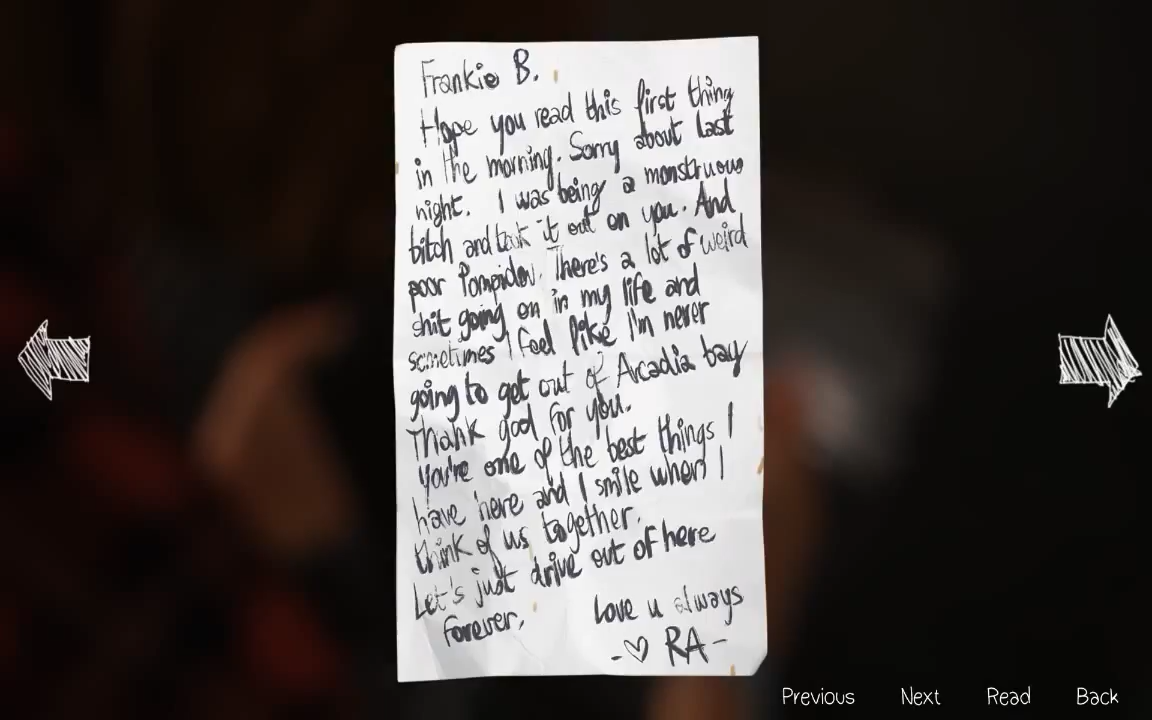 Frankie B.
Hope you read this first thing
in the morning. Sorry about last
night. I was being a monstruous
bitch and took it out on you. And
poor Pompidou. There's a lot of weird
shit going on in my life and
sometimes I feel like I'm never
going to get out of Arcadia bay
Thank god for you.
You're one of the best things I
have here and I smile when I
think of us together.
Let's just drive out of here
forever.
Love u always
-♡ RA-
Previous Next Read Back